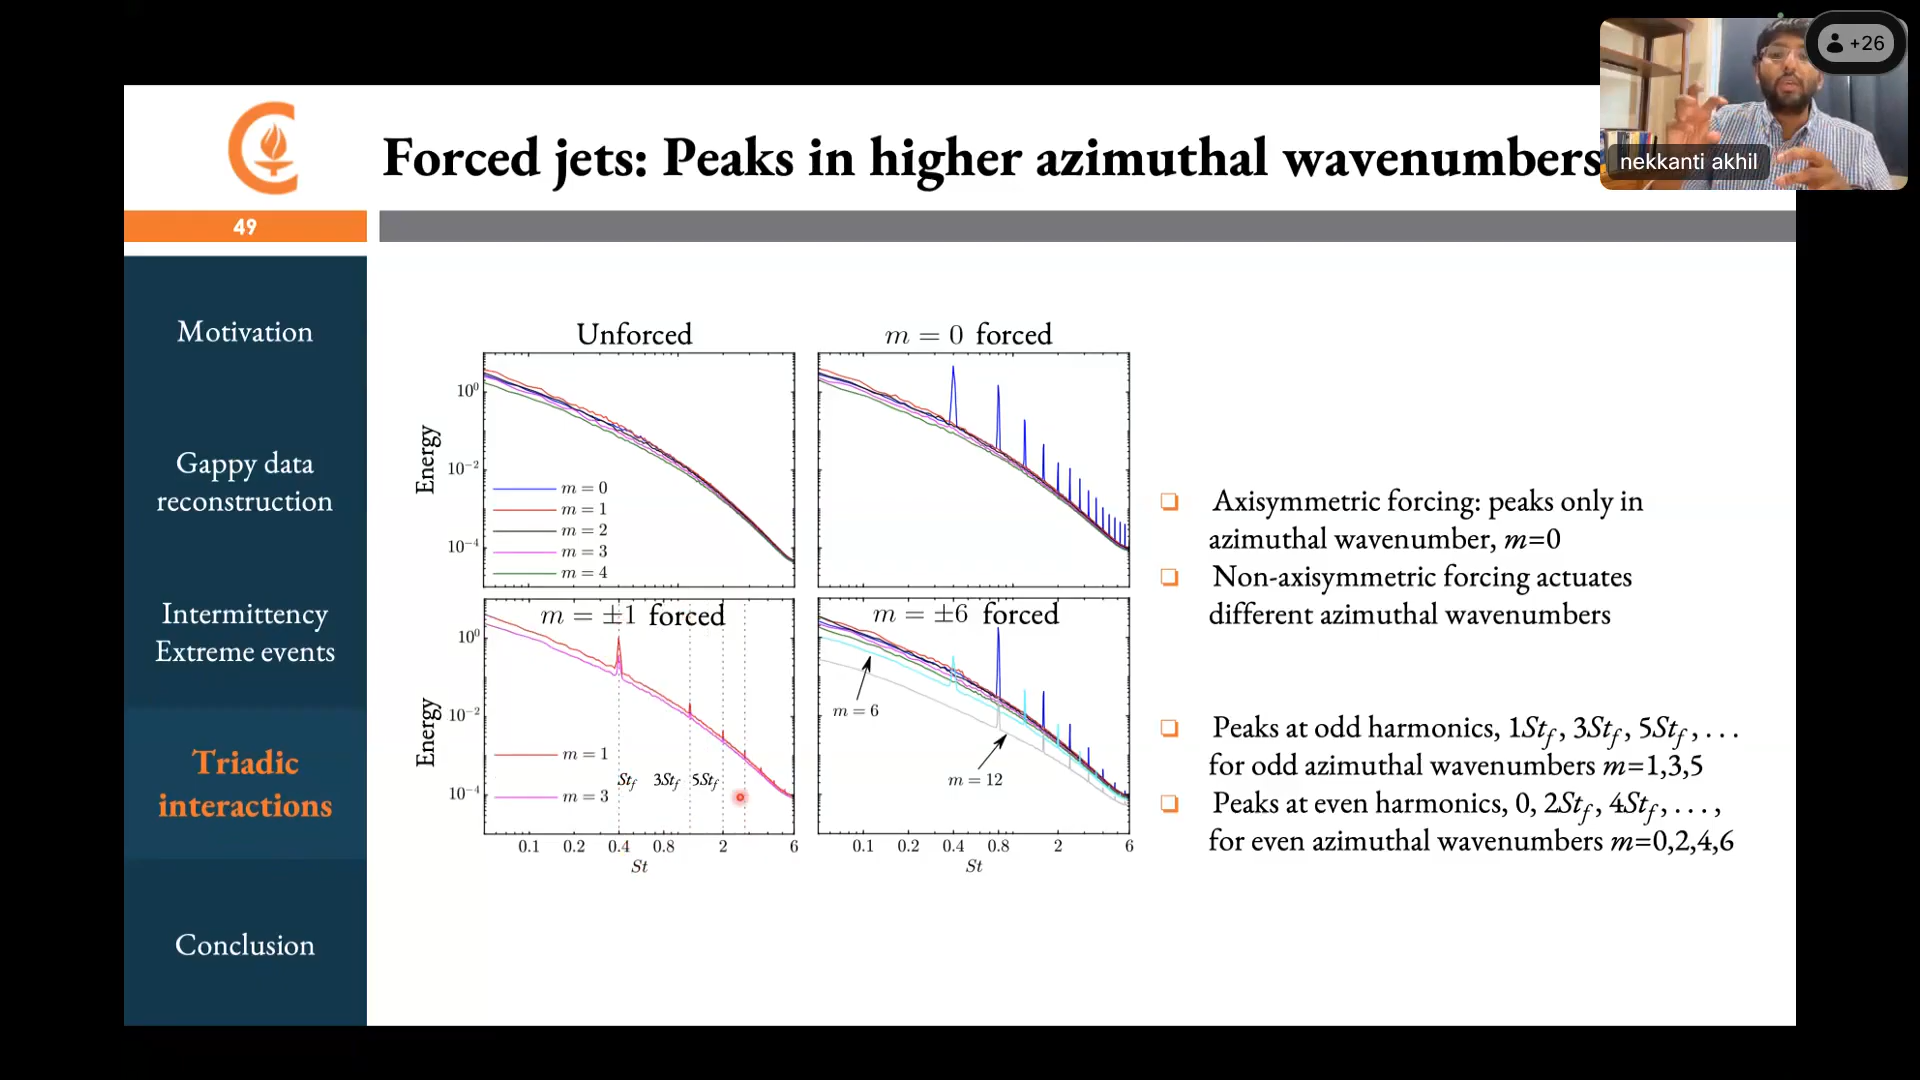 +26
nekkanti akhil
Forced jets: Peaks in higher azimuthal wavenumbers
49
Motivation
Gappy data
reconstruction
Intermittency
Extreme events
Triadic
interactions
Conclusion
Unforced
Energy
10⁰
10⁻²
10⁻⁴
m = 0
m = 1
m = 2
m = 3
m = 4
m = 0 forced
m = ±1 forced
Energy
10⁰
10⁻²
10⁻⁴
m = 1
m = 3
St_f 3St_f 5St_f
0.1 0.2 0.4 0.8 2 6
St
m = ±6 forced
m = 6
m = 12
0.1 0.2 0.4 0.8 2 6
St
Axisymmetric forcing: peaks only in
azimuthal wavenumber, m=0
Non-axisymmetric forcing actuates
different azimuthal wavenumbers
Peaks at odd harmonics, 1St_f, 3St_f, 5St_f, . . .
for odd azimuthal wavenumbers m=1,3,5
Peaks at even harmonics, 0, 2St_f, 4St_f, . . . ,
for even azimuthal wavenumbers m=0,2,4,6